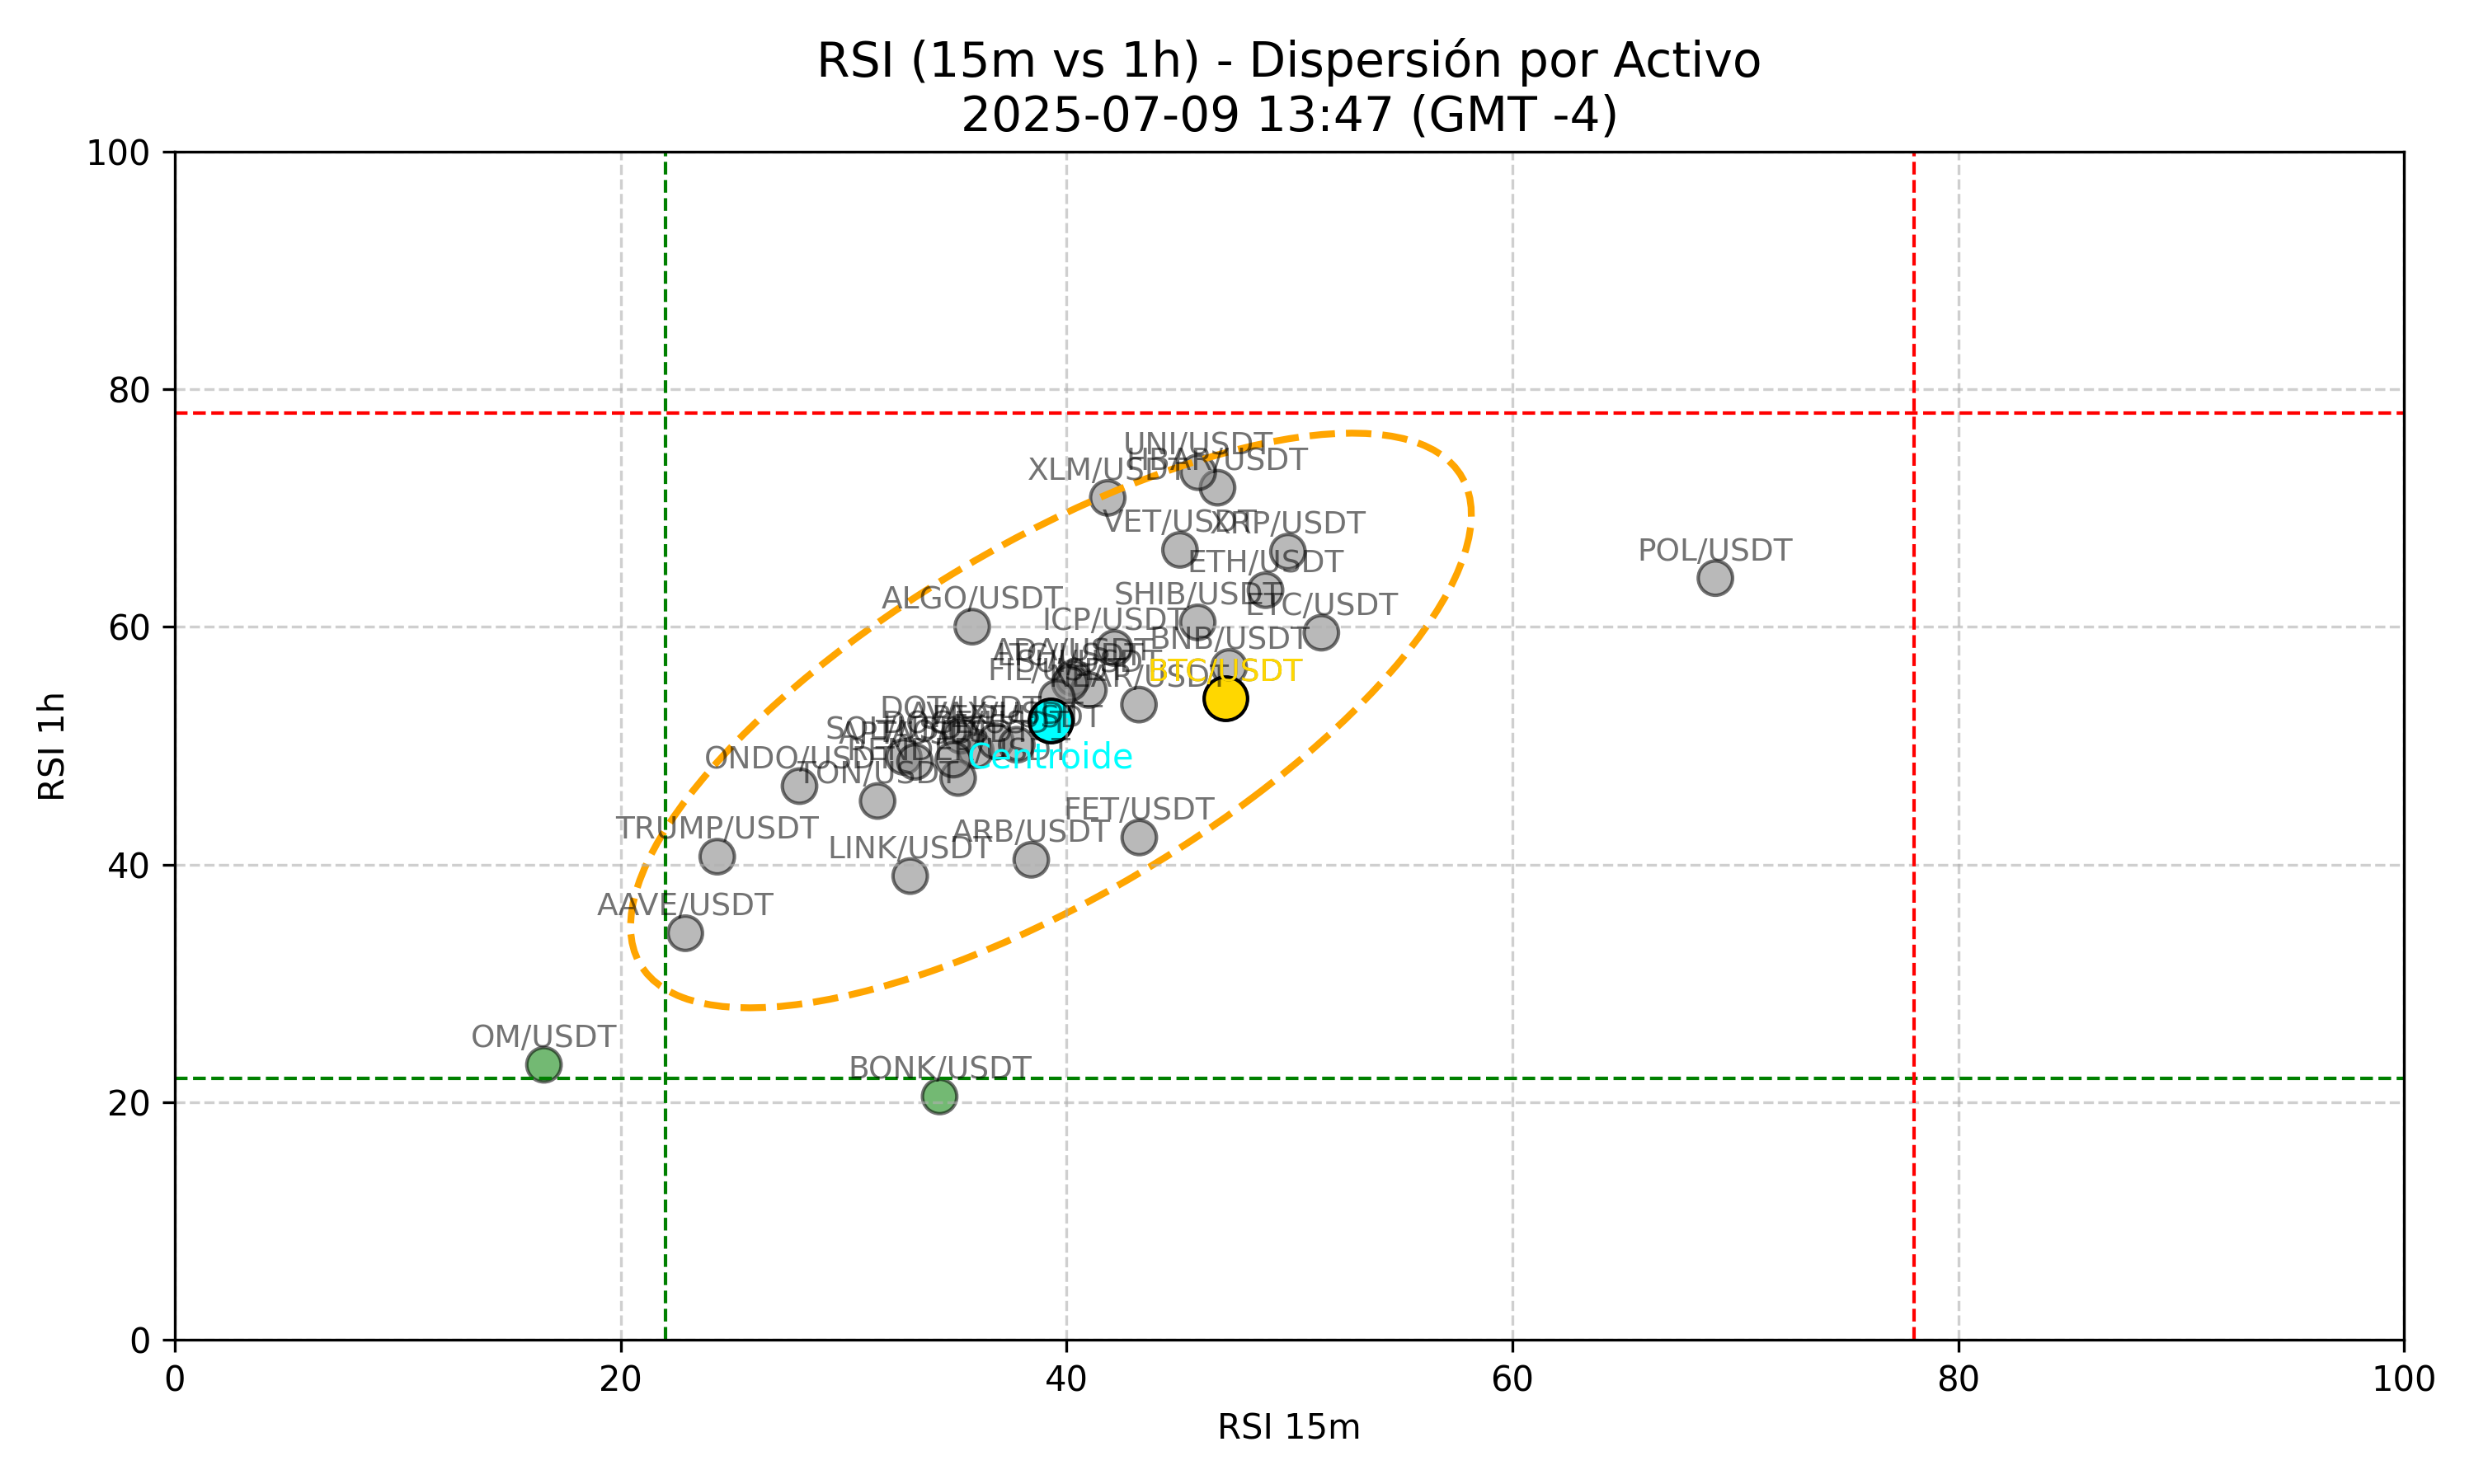 RSI (15m vs 1h) - Dispersión por Activo
2025-07-09 13:47 (GMT -4)
RSI 1h
100
80
60
40
20
0
UNI/USDT
HBAR/USDT
XLM/USDT
VET/USDT
XRP/USDT
POL/USDT
ETH/USDT
SHIB/USDT
ALGO/USDT
ETC/USDT
ICP/USDT
BNB/USDT
ADA/USDT
BTC/USDT
NEAR/USDT
DOT/USDT
Centroide
ONDO/USDT
TON/USDT
FET/USDT
TRUMP/USDT
ARB/USDT
LINK/USDT
AAVE/USDT
OM/USDT
BONK/USDT
0
20
40
60
80
100
RSI 15m